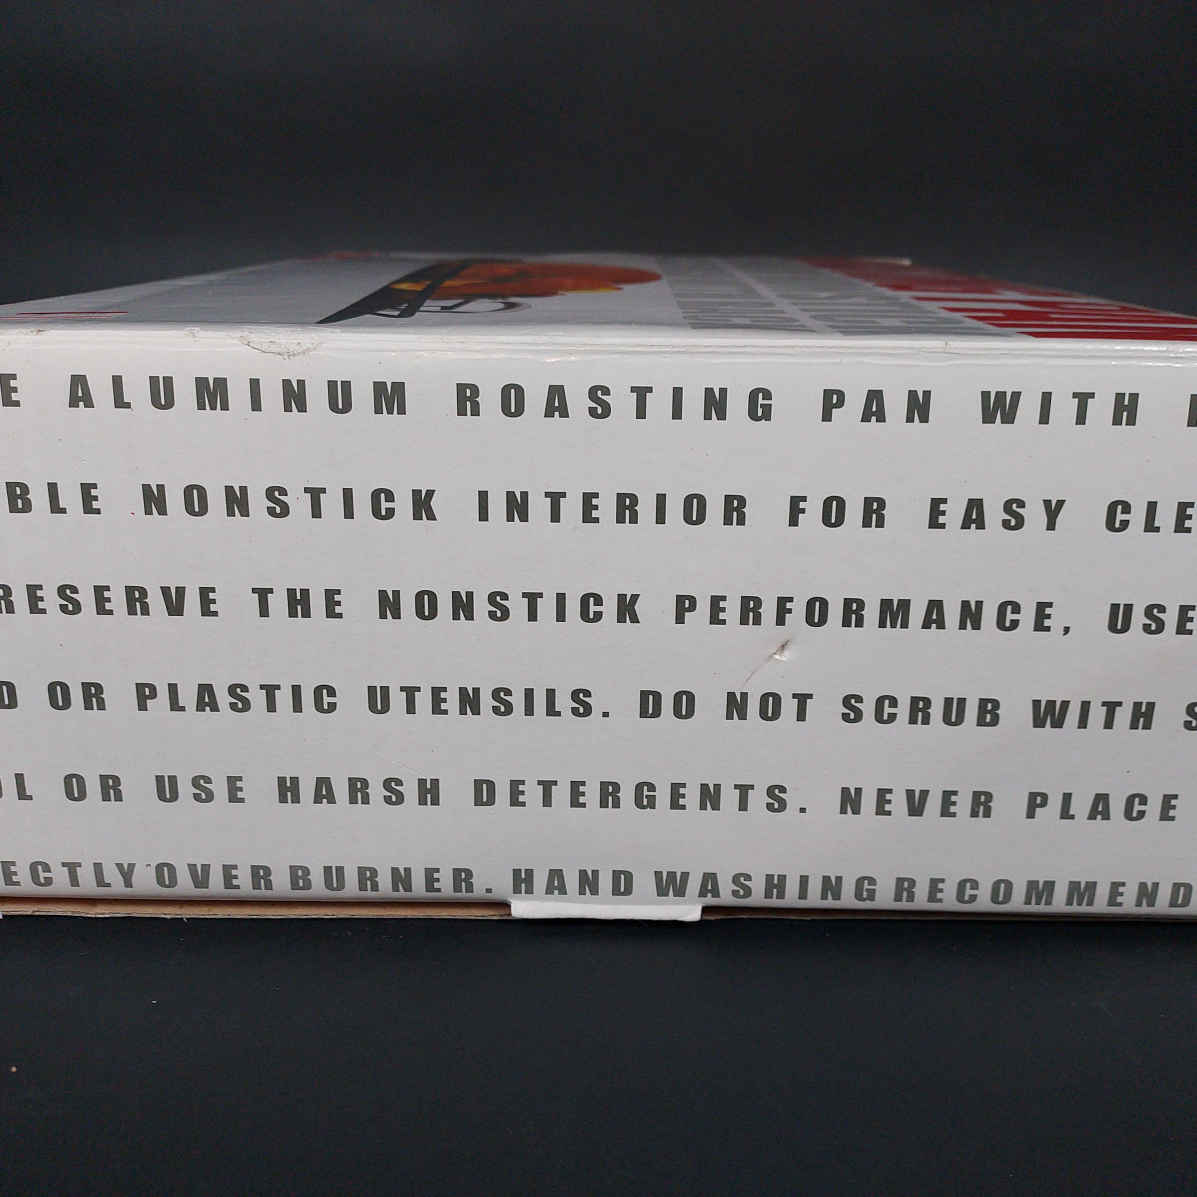 E ALUMINUM ROASTING PAN WITH
BLE NONSTICK INTERIOR FOR EASY CLE
RESERVE THE NONSTICK PERFORMANCE, USE
D OR PLASTIC UTENSILS. DO NOT SCRUB WITH S
OL OR USE HARSH DETERGENTS. NEVER PLACE
ECTLY OVER BURNER. HAND WASHING RECOMMEND